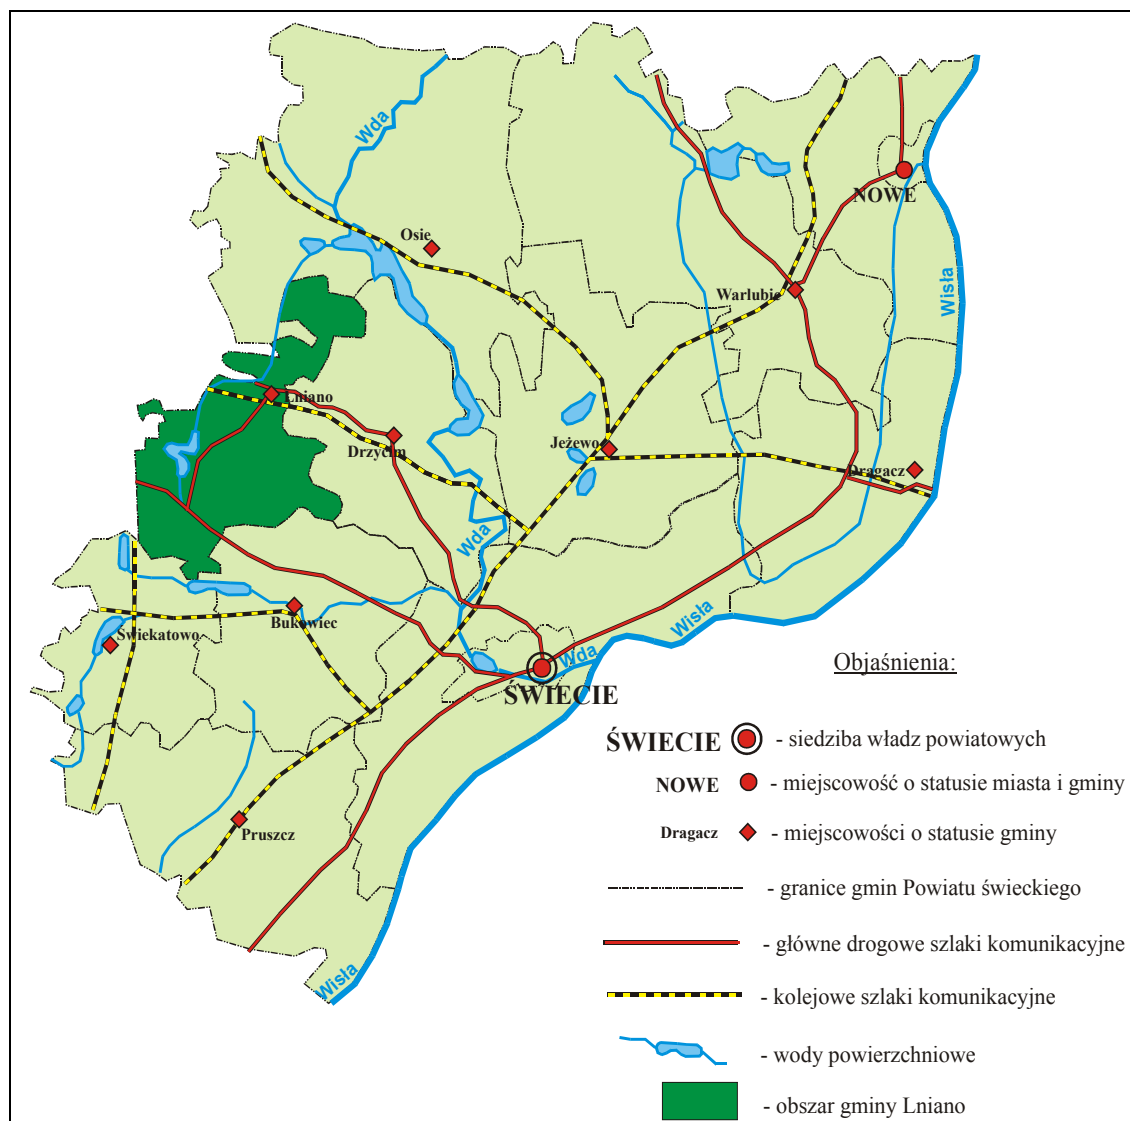 Wda
NOWE
Osie
Wisła
Warlubie
Lniano
Drzycim
Jeżewo
Dragacz
Wda
Bukowiec
Świekatowo
Wisła
Wda
ŚWIECIE
Pruszcz
Wisła
Objaśnienia:
ŚWIECIE - siedziba władz powiatowych
NOWE - miejscowość o statusie miasta i gminy
Dragacz - miejscowości o statusie gminy
- granice gmin Powiatu świeckiego
- główne drogowe szlaki komunikacyjne
- kolejowe szlaki komunikacyjne
- wody powierzchniowe
- obszar gminy Lniano